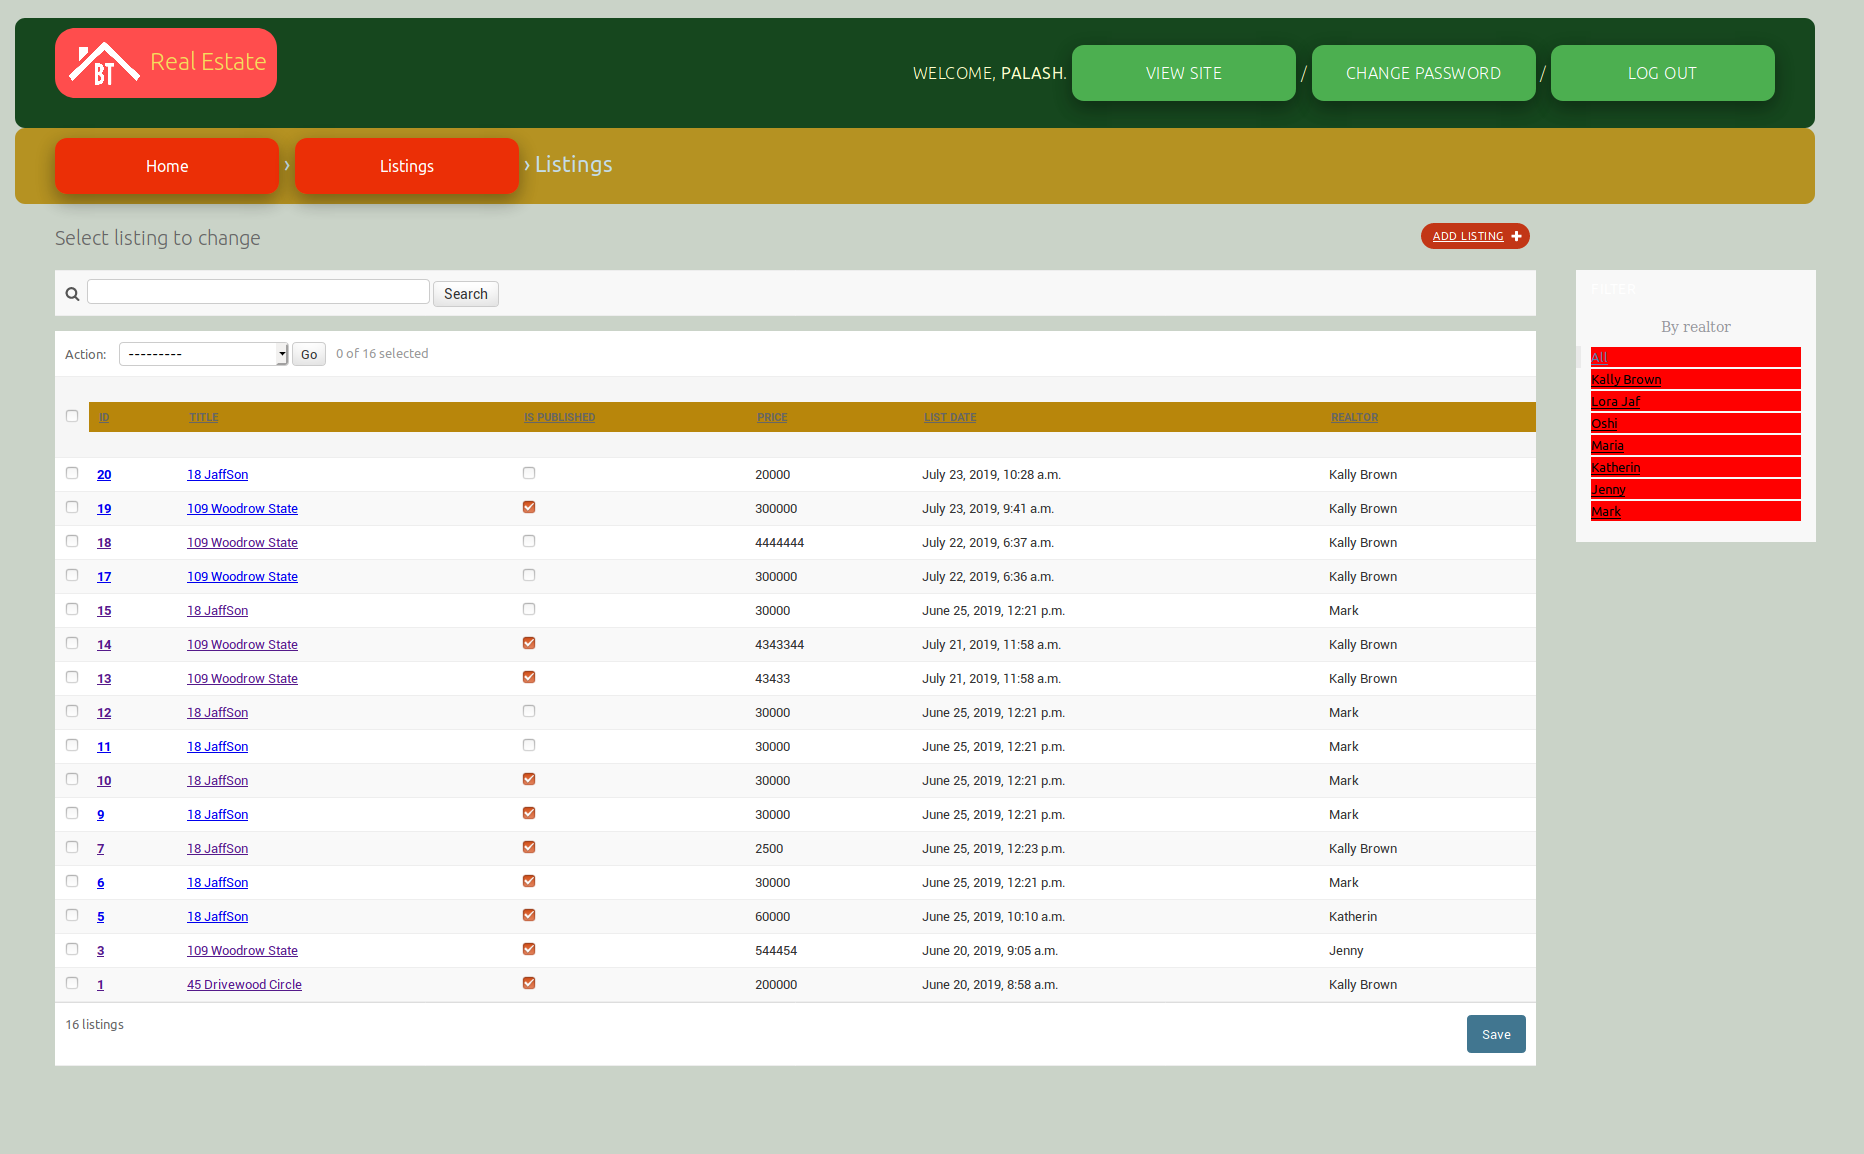 BT Real Estate
WELCOME, PALASH. VIEW SITE / CHANGE PASSWORD / LOG OUT
Home › Listings › Listings
Select listing to change
ADD LISTING
Search
Action: --------- Go 0 of 16 selected
ID TITLE IS PUBLISHED PRICE LIST DATE REALTOR
20 18 JaffSon 20000 July 23, 2019, 10:28 a.m. Kally Brown
19 109 Woodrow State 300000 July 23, 2019, 9:41 a.m. Kally Brown
18 109 Woodrow State 4444444 July 22, 2019, 6:37 a.m. Kally Brown
17 109 Woodrow State 300000 July 22, 2019, 6:36 a.m. Kally Brown
15 18 JaffSon 30000 June 25, 2019, 12:21 p.m. Mark
14 109 Woodrow State 4343344 July 21, 2019, 11:58 a.m. Kally Brown
13 109 Woodrow State 43433 July 21, 2019, 11:58 a.m. Kally Brown
12 18 JaffSon 30000 June 25, 2019, 12:21 p.m. Mark
11 18 JaffSon 30000 June 25, 2019, 12:21 p.m. Mark
10 18 JaffSon 30000 June 25, 2019, 12:21 p.m. Mark
9 18 JaffSon 30000 June 25, 2019, 12:21 p.m. Mark
7 18 JaffSon 2500 June 25, 2019, 12:23 p.m. Kally Brown
6 18 JaffSon 30000 June 25, 2019, 12:21 p.m. Mark
5 18 JaffSon 60000 June 25, 2019, 10:10 a.m. Katherin
3 109 Woodrow State 544454 June 20, 2019, 9:05 a.m. Jenny
1 45 Drivewood Circle 200000 June 20, 2019, 8:58 a.m. Kally Brown
16 listings
Save
FILTER
By realtor
All
Kally Brown
Lora Jaf
Oshi
Maria
Katherin
Jenny
Mark